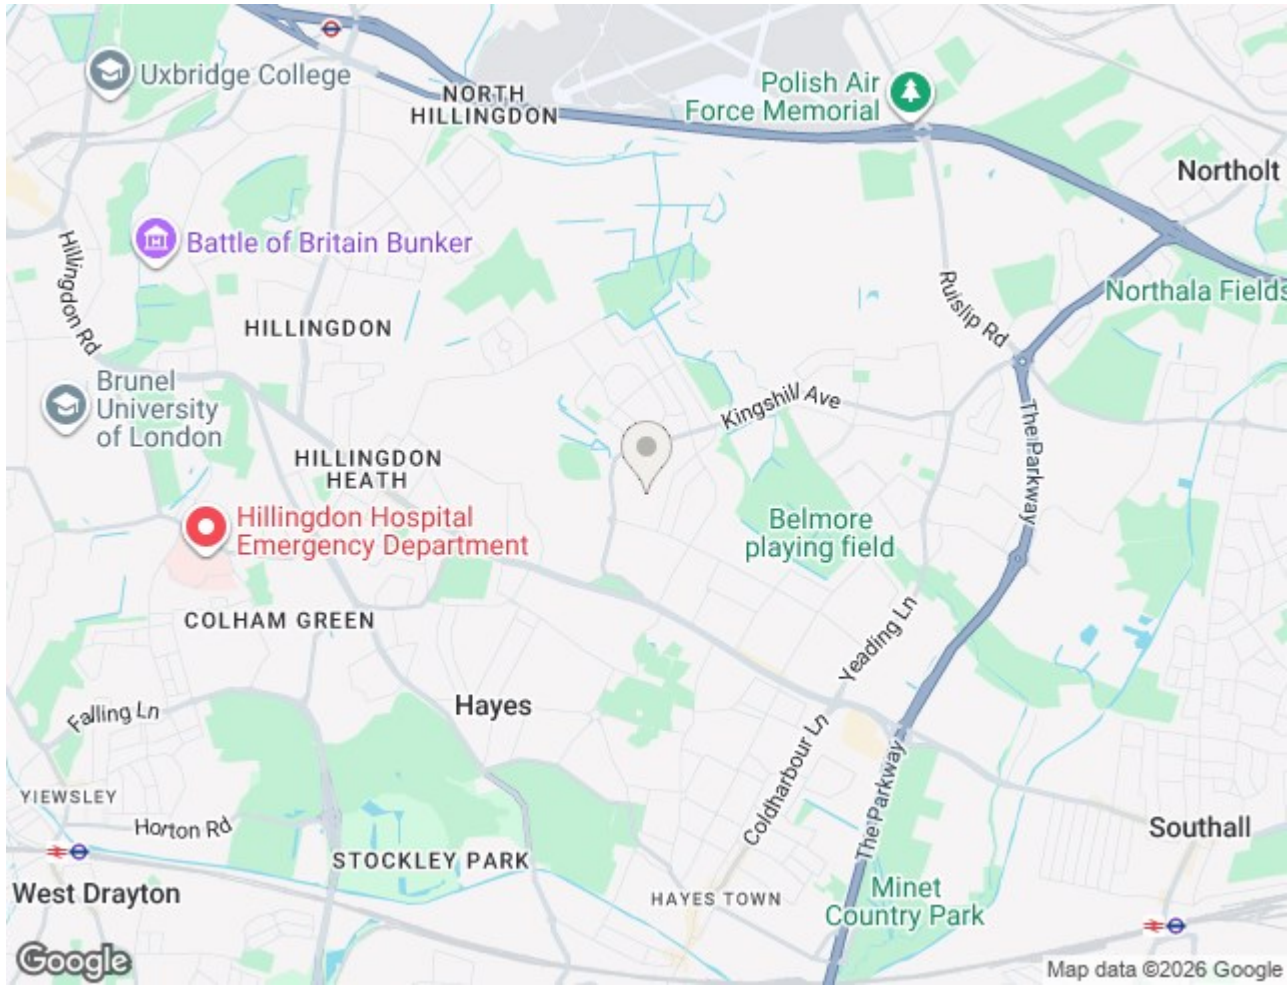 Uxbridge College
NORTH
HILLINGDON
Polish Air
Force Memorial
Northolt
Hillingdon Rd
Battle of Britain Bunker
Ruislip Rd
Northala Fields
HILLINGDON
Brunel
University
of London
Kingshill Ave
The Parkway
HILLINGDON
HEATH
Hillingdon Hospital
Emergency Department
Belmore
playing field
COLHAM GREEN
Yeading Ln
Hayes
Falling Ln
Coldharbour Ln
The Parkway
YIEWSLEY
Horton Rd
Southall
STOCKLEY PARK
West Drayton
HAYES TOWN
Minet
Country Park
Google
Map data ©2026 Google